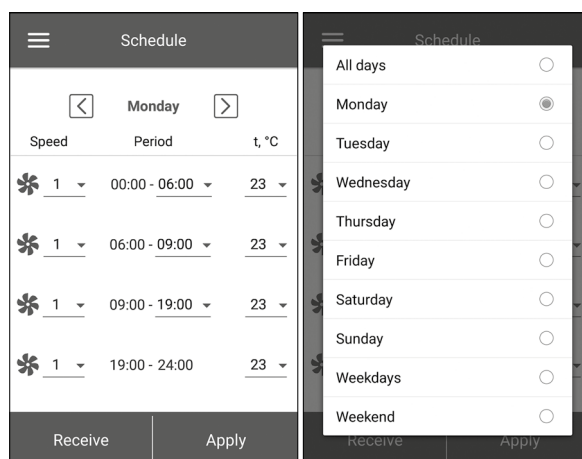 Schedule
Monday
Speed Period t, °C
1 00:00 - 06:00 23
1 06:00 - 09:00 23
1 09:00 - 19:00 23
1 19:00 - 24:00 23
Receive Apply
Schedule
All days
Monday
Tuesday
Wednesday
Thursday
Friday
Saturday
Sunday
Weekdays
Weekend
Receive Apply